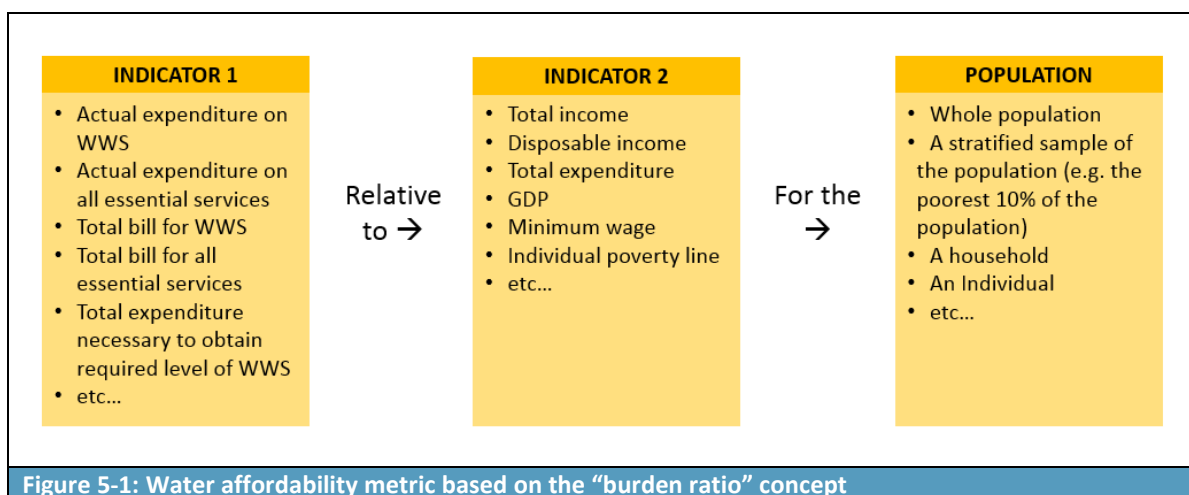 INDICATOR 1
• Actual expenditure on
WWS
• Actual expenditure on
all essential services
• Total bill for WWS
• Total bill for all
essential services
• Total expenditure
necessary to obtain
required level of WWS
• etc…
Relative
to →
INDICATOR 2
• Total income
• Disposable income
• Total expenditure
• GDP
• Minimum wage
• Individual poverty line
• etc…
For the
→
POPULATION
• Whole population
• A stratified sample of
the population (e.g. the
poorest 10% of the
population)
• A household
• An Individual
• etc…
Figure 5-1: Water affordability metric based on the “burden ratio” concept